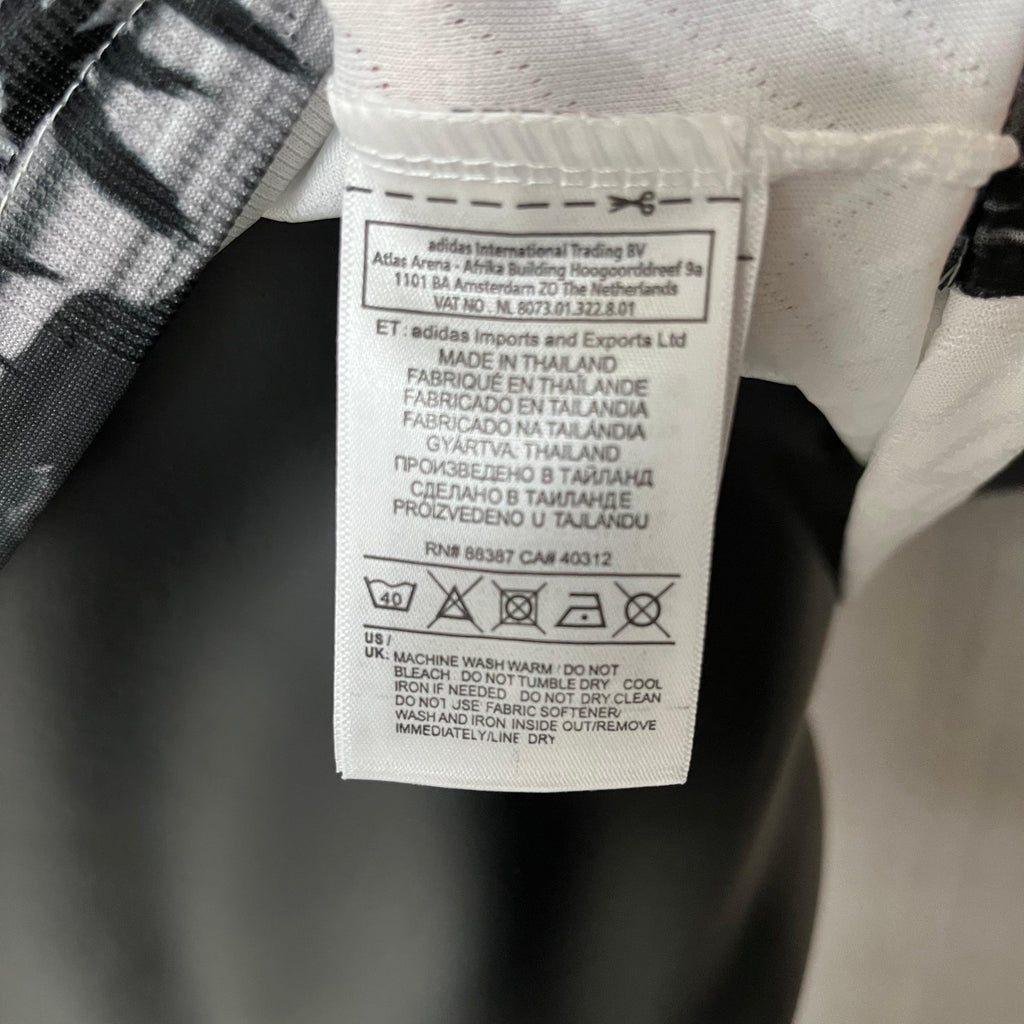 adidas International Trading BV
Atlas Arena - Afrika Building Hoogoorddreef 9a
1101 BA Amsterdam ZO The Netherlands
VAT NO . NL 8073.01.322.8.01
ET : adidas Imports and Exports Ltd
MADE IN THAILAND
FABRIQUÉ EN THAÏLANDE
FABRICADO EN TAILANDIA
FABRICADO NA TAILÂNDIA
GYÁRTVA: THAILAND
ПРОИЗВЕДЕНО В ТАЙЛАНД
СДЕЛАНО В ТАИЛАНДЕ
PROIZVEDENO U TAJLANDU
RN# 88387 CA# 40312
40
US /
UK: MACHINE WASH WARM / DO NOT
BLEACH DO NOT TUMBLE DRY COOL
IRON IF NEEDED DO NOT DRY CLEAN
DO NOT USE FABRIC SOFTENER/
WASH AND IRON INSIDE OUT/REMOVE
IMMEDIATELY/LINE DRY